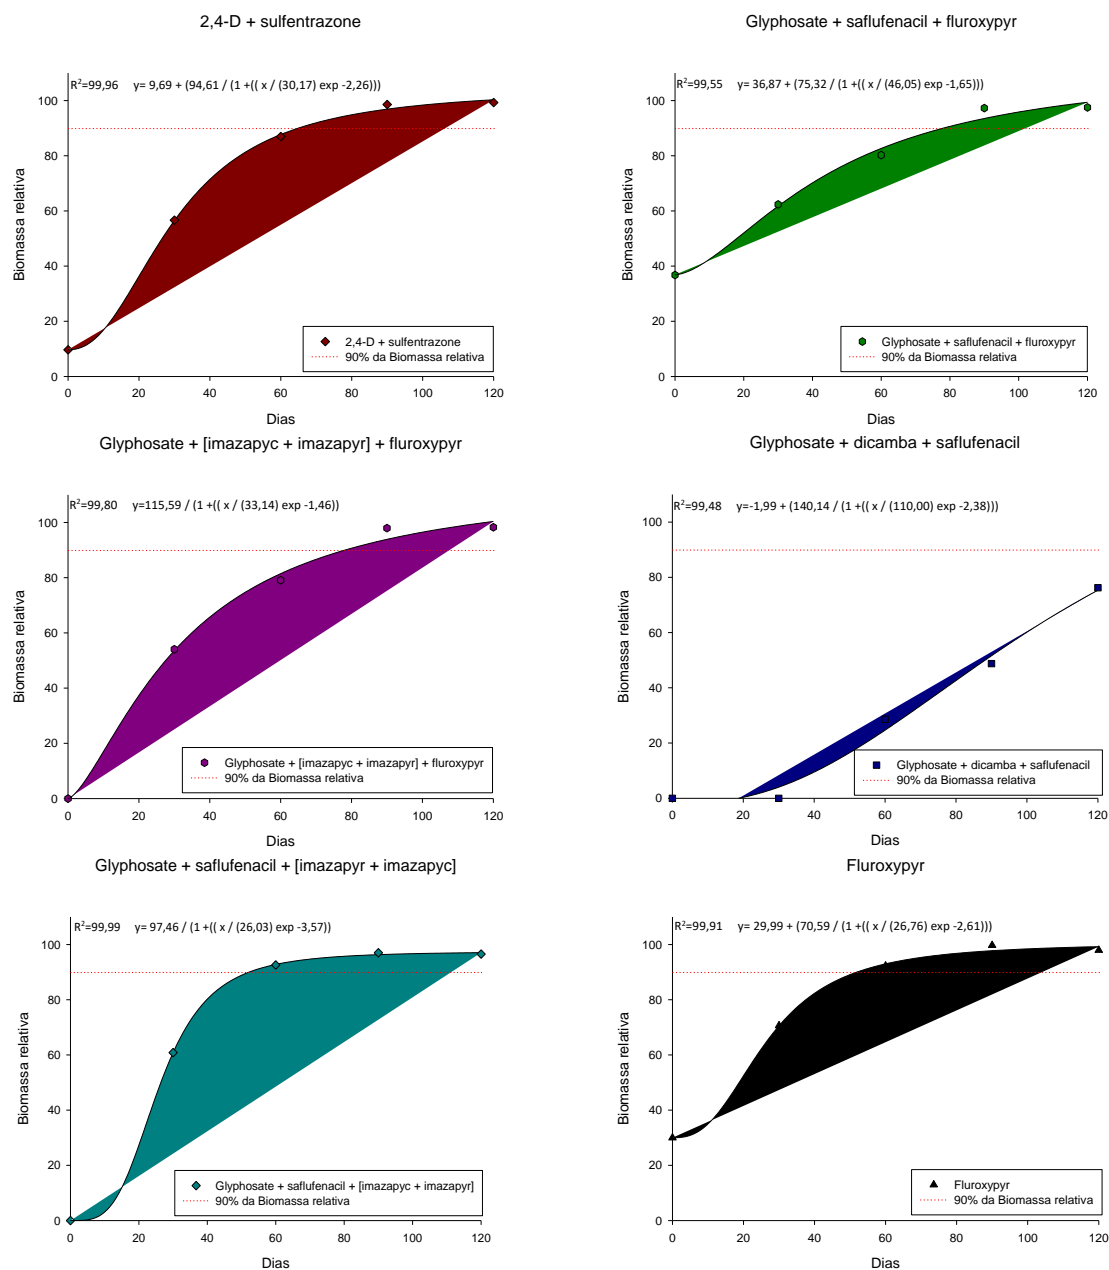 2,4-D + sulfentrazone
R²=99,96 y= 9,69 + (94,61 / (1 +(( x / (30,17) exp -2,26)))
100
80
60
40
20
0
Biomassa relativa
2,4-D + sulfentrazone
90% da Biomassa relativa
0 20 40 60 80 100 120
Dias
Glyphosate + saflufenacil + fluroxypyr
R²=99,55 y= 36,87 + (75,32 / (1 +(( x / (46,05) exp -1,65)))
100
80
60
40
20
0
Biomassa relativa
Glyphosate + saflufenacil + fluroxypyr
90% da Biomassa relativa
0 20 40 60 80 100 120
Dias
Glyphosate + [imazapyc + imazapyr] + fluroxypyr
R²=99,80 y=115,59 / (1 +(( x / (33,14) exp -1,46))
100
80
60
40
20
0
Biomassa relativa
Glyphosate + [imazapyc + imazapyr] + fluroxypyr
90% da Biomassa relativa
0 20 40 60 80 100 120
Dias
Glyphosate + dicamba + saflufenacil
R²=99,48 y=-1,99 + (140,14 / (1 +(( x / (110,00) exp -2,38)))
100
80
60
40
20
0
Biomassa relativa
Glyphosate + dicamba + saflufenacil
90% da Biomassa relativa
0 20 40 60 80 100 120
Dias
Glyphosate + saflufenacil + [imazapyr + imazapyc]
R²=99,99 y= 97,46 / (1 +(( x / (26,03) exp -3,57))
100
80
60
40
20
0
Biomassa relativa
Glyphosate + saflufenacil + [imazapyc + imazapyr]
90% da Biomassa relativa
0 20 40 60 80 100 120
Dias
Fluroxypyr
R²=99,91 y= 29,99 + (70,59 / (1 +(( x / (26,76) exp -2,61)))
100
80
60
40
20
0
Biomassa relativa
Fluroxypyr
90% da Biomassa relativa
0 20 40 60 80 100 120
Dias